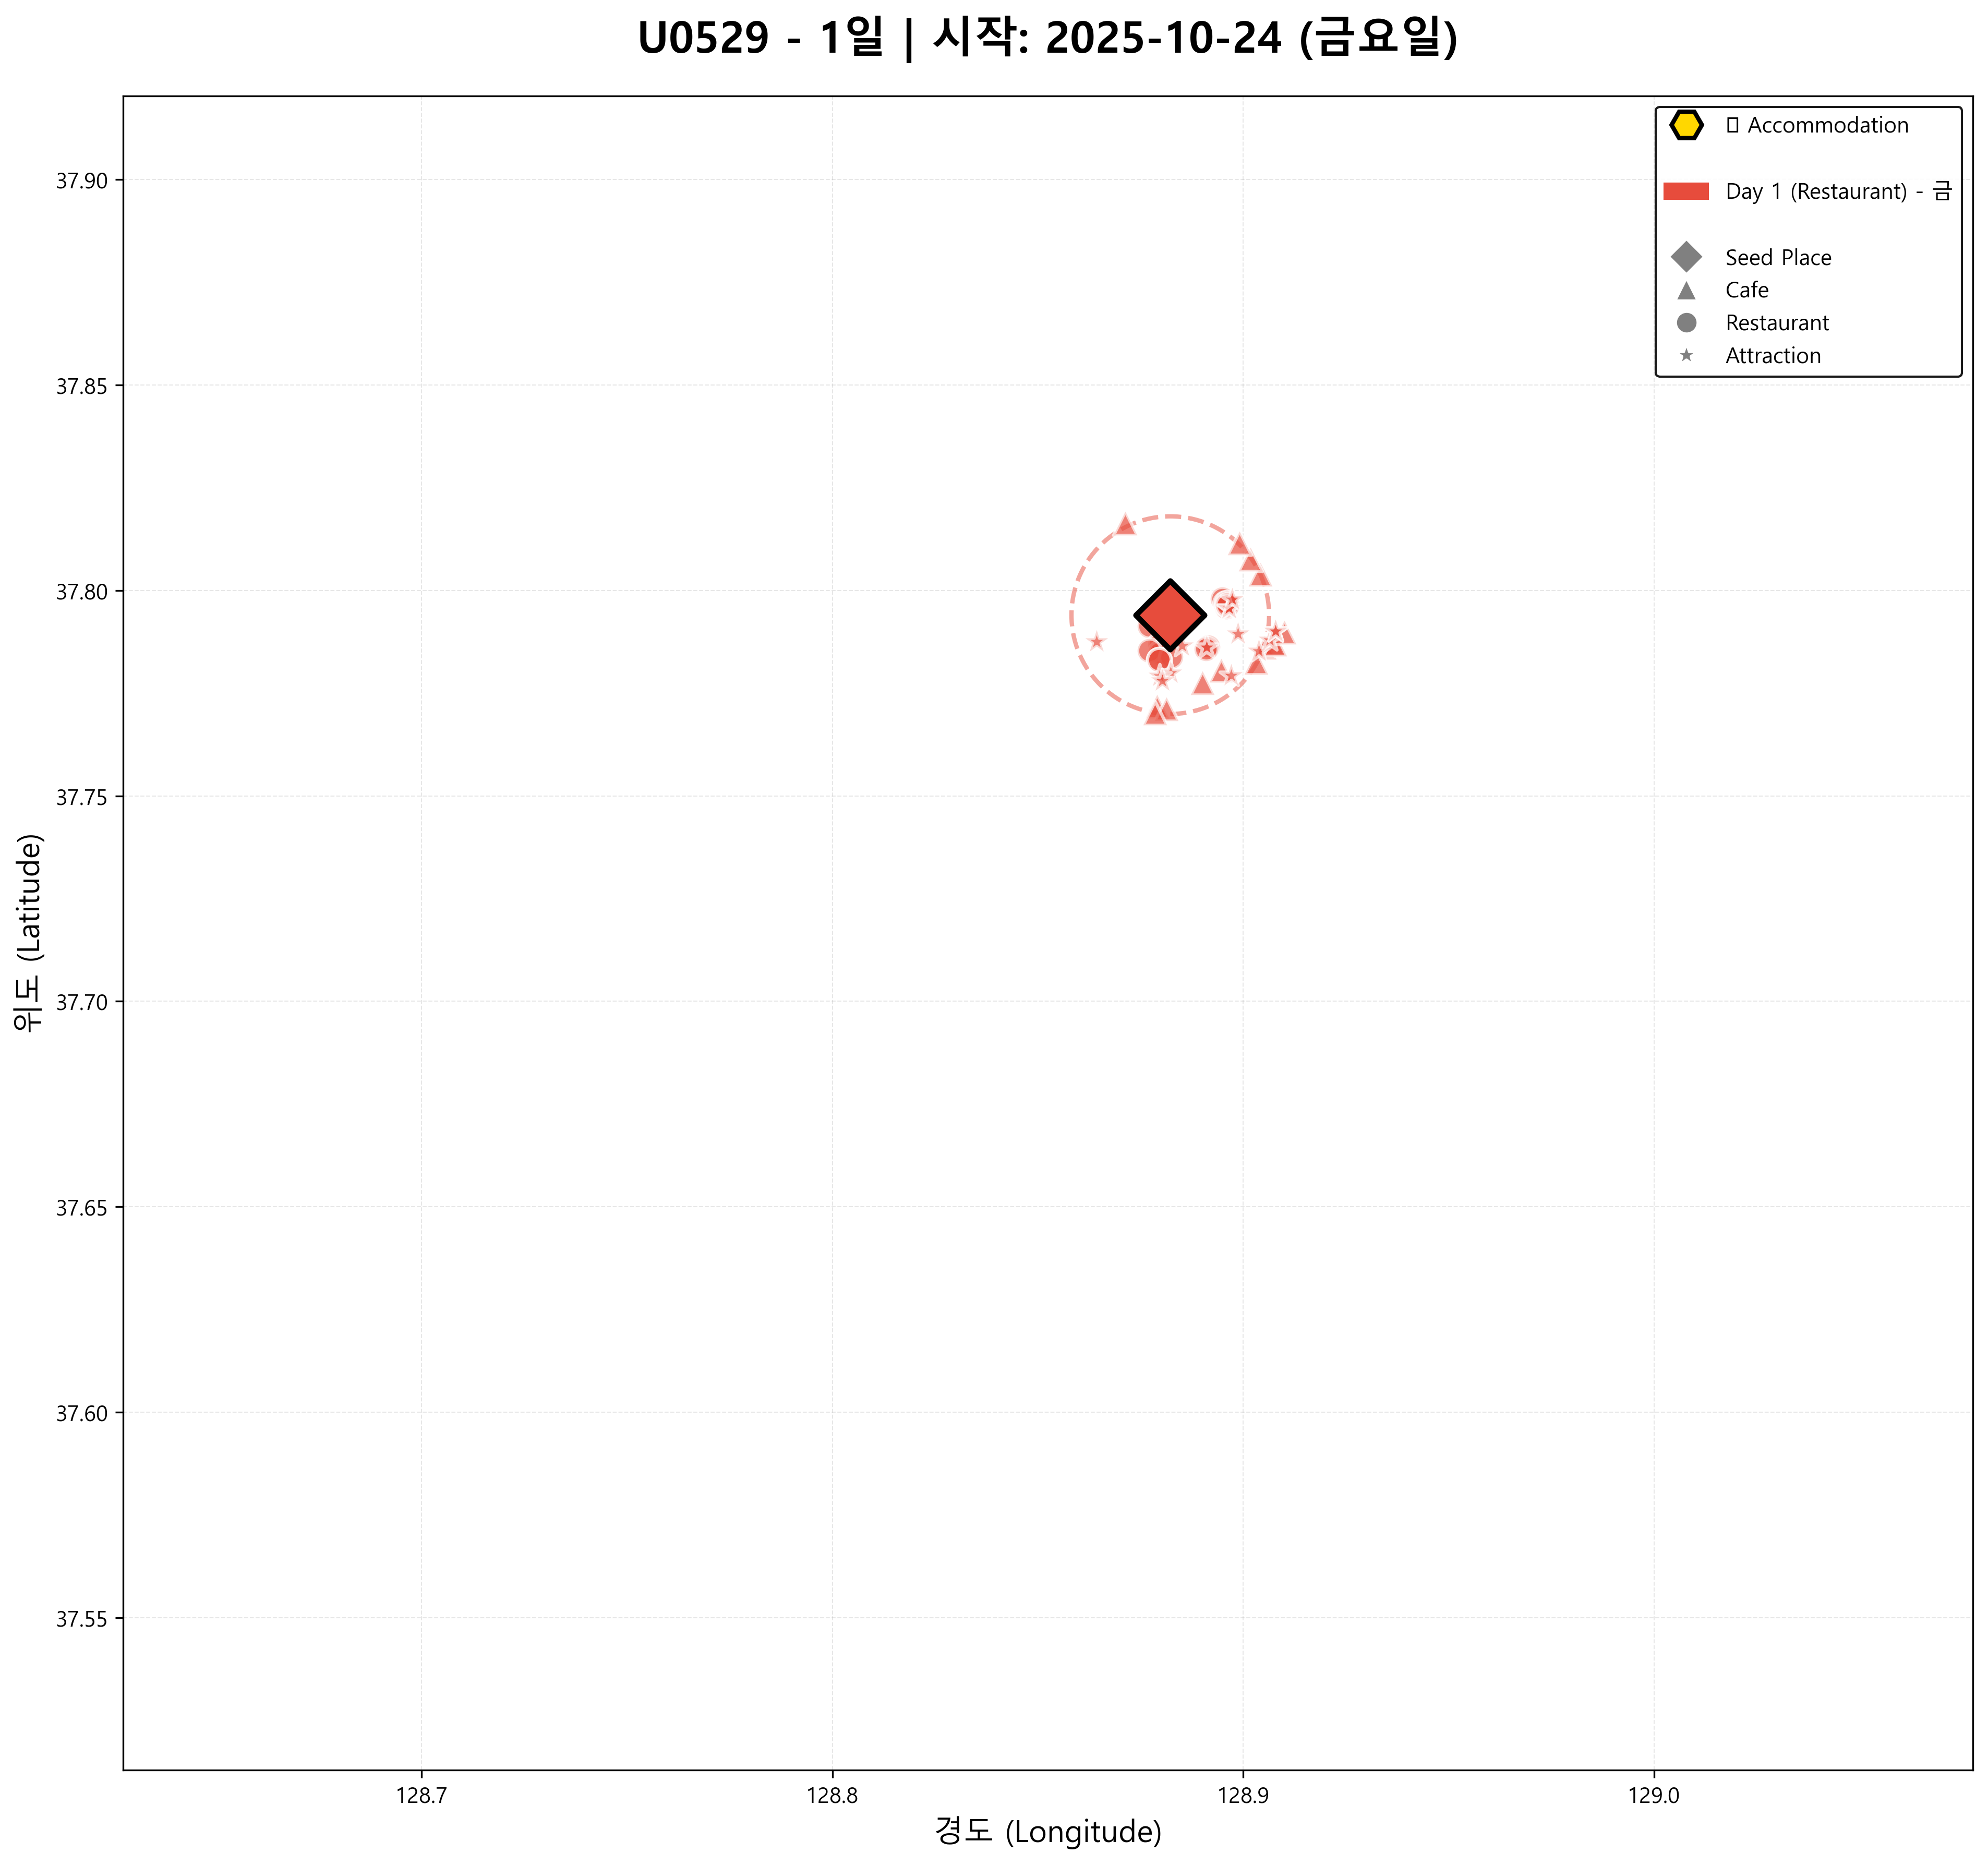 U0529 - 1일 | 시작: 2025-10-24 (금요일)
Accommodation
Day 1 (Restaurant) - 금
Seed Place
Cafe
Restaurant
Attraction
위도 (Latitude)
37.90
37.85
37.80
37.75
37.70
37.65
37.60
37.55
128.7
128.8
128.9
129.0
경도 (Longitude)